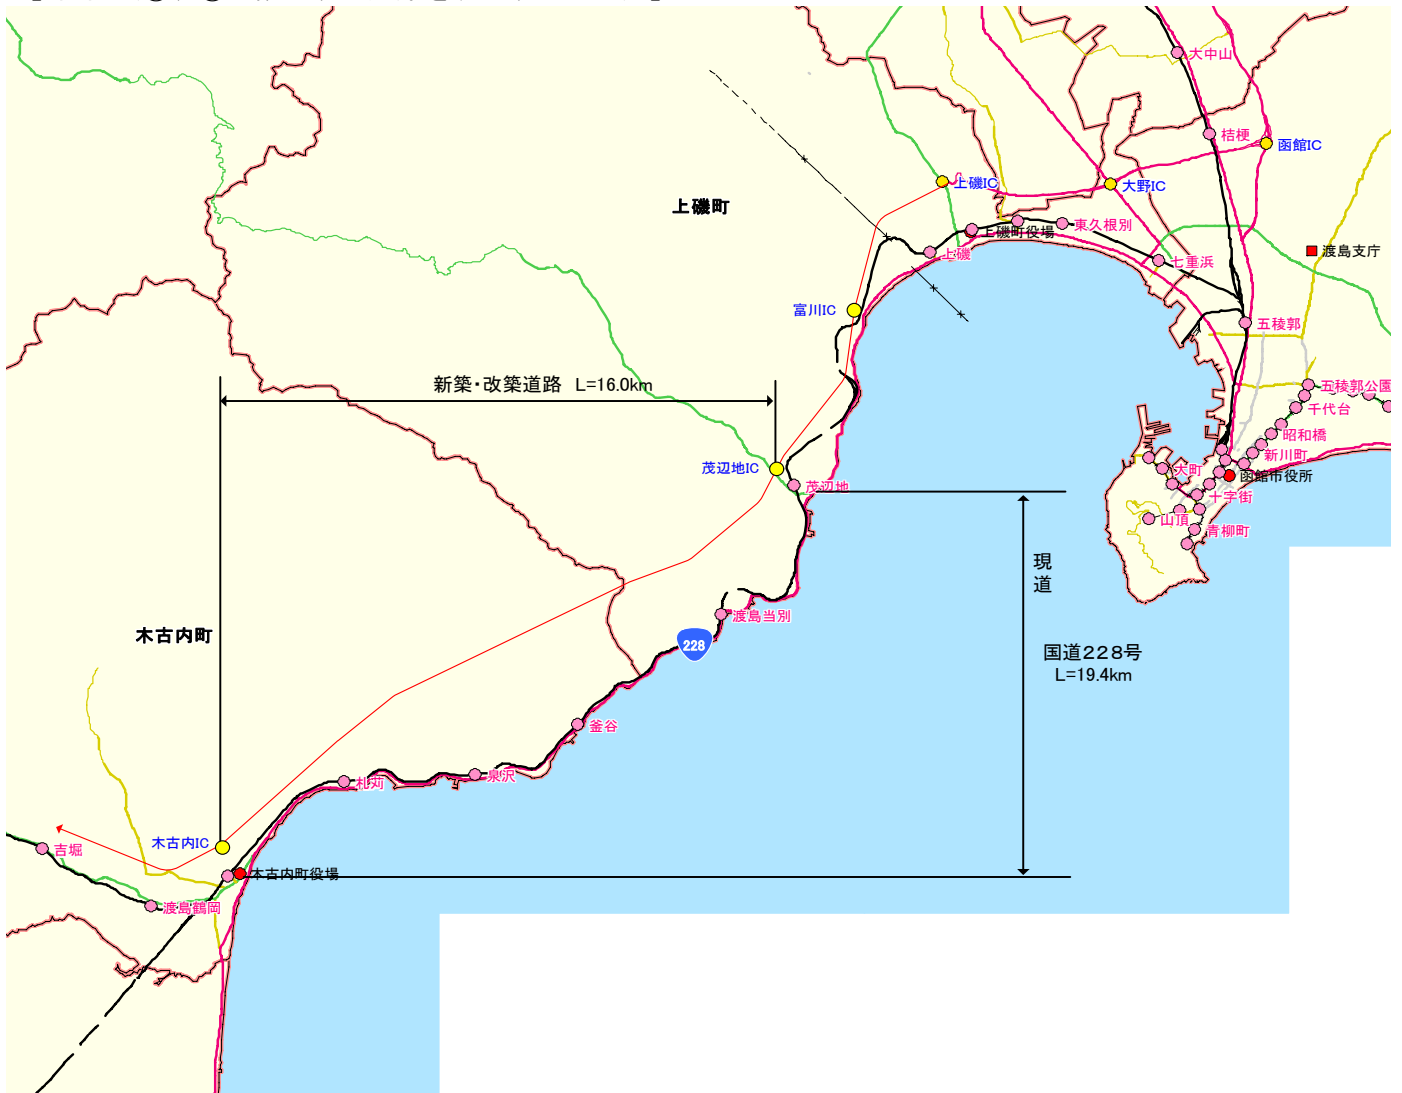 大中山
桔梗
函館IC
上磯IC
大野IC
上磯町
東久根別
上磯町役場
渡島支庁
上磯
七重浜
富川IC
五稜郭
新築・改築道路 L=16.0km
五稜郭公園
千代台
昭和橋
新川町
茂辺地IC
大町
函館市役所
茂辺地
十字街
山頂
青柳町
現道
渡島当別
木古内町
228
国道228号
L=19.4km
釜谷
泉沢
札苅
木古内IC
吉堀
木古内町役場
渡島鶴岡